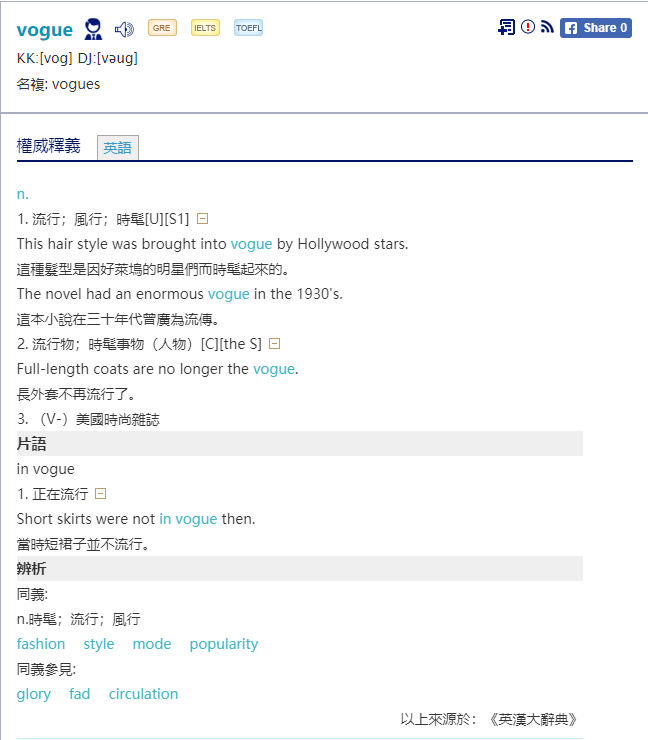 vogue GRE IELTS TOEFL Share 0
KK:[vog] DJ:[vəug]
名複: vogues
權威釋義 英語
n.
1. 流行；風行；時髦[U][S1]
This hair style was brought into vogue by Hollywood stars.
這種髮型是因好萊塢的明星們而時髦起來的。
The novel had an enormous vogue in the 1930's.
這本小說在三十年代曾廣為流傳。
2. 流行物；時髦事物（人物）[C][the S]
Full-length coats are no longer the vogue.
長外套不再流行了。
3. （V-）美國時尚雜誌
片語
in vogue
1. 正在流行
Short skirts were not in vogue then.
當時短裙子並不流行。
辨析
同義:
n.時髦；流行；風行
fashion style mode popularity
同義參見:
glory fad circulation
以上來源於：《英漢大辭典》